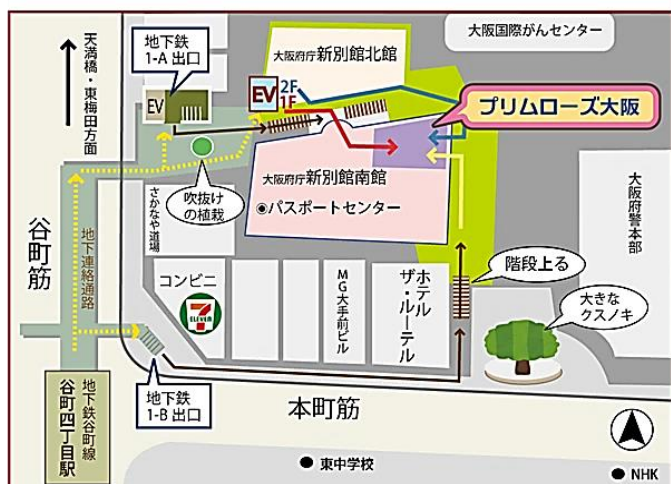 天満橋・東梅田方面
地下鉄
1-A 出口
EV
大阪府庁 新別館北館
大阪国際がんセンター
EV
2F
1F
プリムローズ大阪
吹抜け
の植栽
大阪府庁 新別館南館
◉パスポートセンター
大阪府警本部
谷町筋
地下連絡通路
さかなや道場
コンビニ
7
ELEVEN
MG大手前ビル
ホテル
ザ・ルーテル
階段上る
大きな
クスノキ
地下鉄谷町線
谷町四丁目駅
地下鉄
1-B 出口
本町筋
●東中学校
●NHK